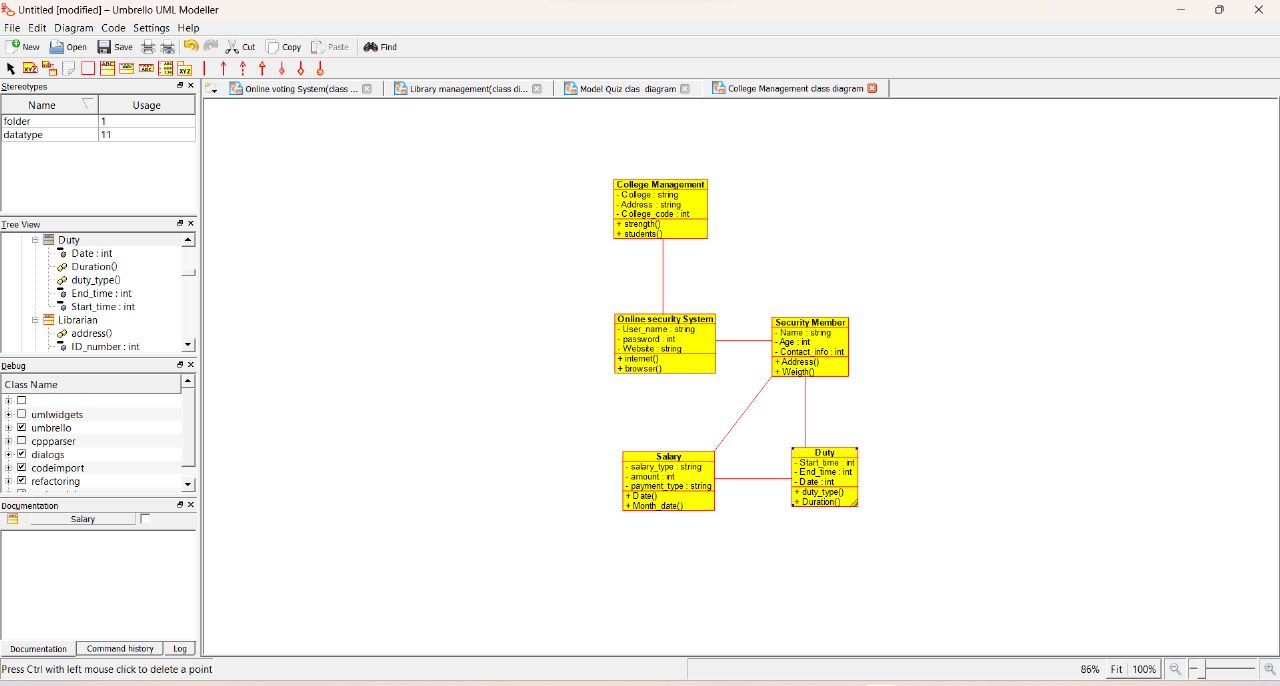 Untitled [modified] – Umbrello UML Modeller
File Edit Diagram Code Settings Help
New Open Save Cut Copy Paste Find
Stereotypes
Name Usage
folder 1
datatype 11
Tree View
Duty
Date : int
Duration()
duty_type()
End_time : int
Start_time : int
Librarian
address()
ID_number : int
Debug
Class Name
umlwidgets
umbrello
cppparser
dialogs
codeimport
refactoring
Documentation
Salary
Documentation Command history Log
Press Ctrl with left mouse click to delete a point
Online voting System(class ...
Library management(class di...
Model Quiz clas diagram
College Management class diagram
College Management
- College : string
- Address : string
- College_code : int
+ strength()
+ students()
Online security System
- User_name : string
- password : int
- Website : string
+ internet()
+ browser()
Security Member
- Name : string
- Age : int
- Contact_info : int
+ Address()
+ Weigth()
Salary
- salary_type : string
- amount : int
- payment_type : string
+ Date()
+ Month_date()
Duty
- Start_time : int
- End_time : int
- Date : int
+ duty_type()
+ Duration()
86% Fit 100%